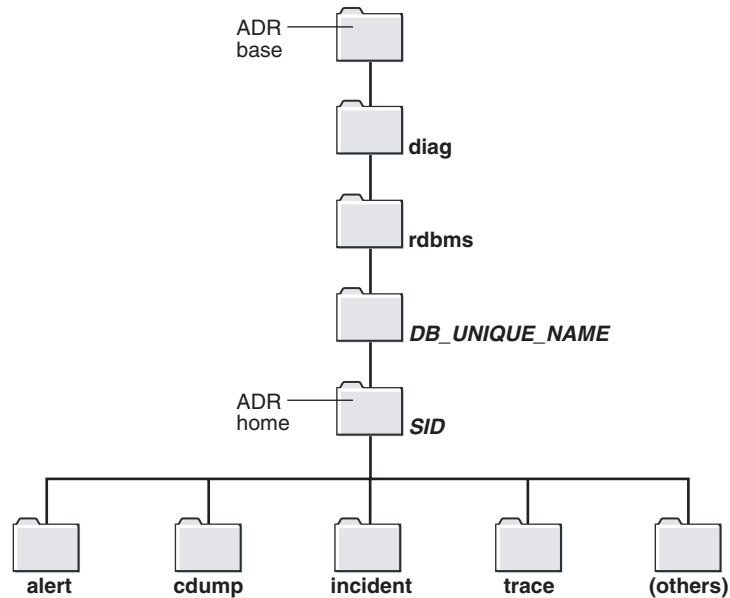 ADR
base
diag
rdbms
DB_UNIQUE_NAME
ADR
home
SID
alert
cdump
incident
trace
(others)